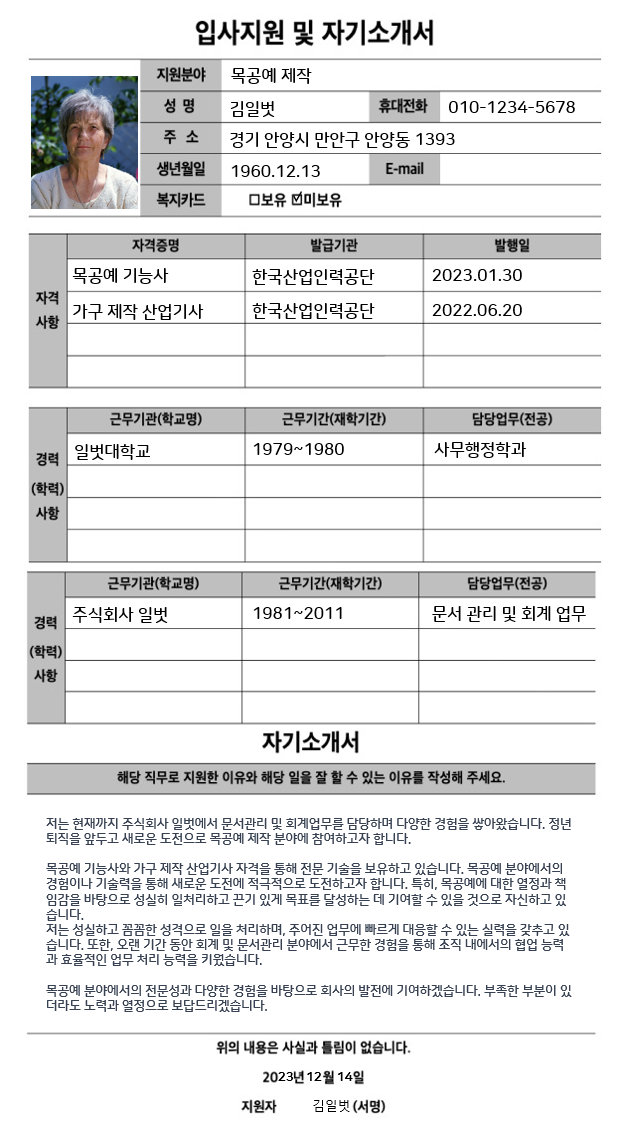 입사지원 및 자기소개서
지원분야 목공예 제작
성 명 김일벗 휴대전화 010-1234-5678
주 소 경기 안양시 만안구 안양동 1393
생년월일 1960.12.13 E-mail
복지카드 ☐보유 ☑미보유
자격증명 발급기관 발행일
자격
사항
목공예 기능사 한국산업인력공단 2023.01.30
가구 제작 산업기사 한국산업인력공단 2022.06.20
근무기관(학교명) 근무기간(재학기간) 담당업무(전공)
경력
(학력)
사항
일벗대학교 1979~1980 사무행정학과
근무기관(학교명) 근무기간(재학기간) 담당업무(전공)
경력
(학력)
사항
주식회사 일벗 1981~2011 문서 관리 및 회계 업무
자기소개서
해당 직무로 지원한 이유와 해당 일을 잘 할 수 있는 이유를 작성해 주세요.
저는 현재까지 주식회사 일벗에서 문서관리 및 회계업무를 담당하며 다양한 경험을 쌓아왔습니다. 정년
퇴직을 앞두고 새로운 도전으로 목공예 제작 분야에 참여하고자 합니다.
목공예 기능사와 가구 제작 산업기사 자격을 통해 전문 기술을 보유하고 있습니다. 목공예 분야에서의
경험이나 기술력을 통해 새로운 도전에 적극적으로 도전하고자 합니다. 특히, 목공예에 대한 열정과 책
임감을 바탕으로 성실히 일처리하고 끈기 있게 목표를 달성하는 데 기여할 수 있을 것으로 자신하고 있
습니다.
저는 성실하고 꼼꼼한 성격으로 일을 처리하며, 주어진 업무에 빠르게 대응할 수 있는 실력을 갖추고 있
습니다. 또한, 오랜 기간 동안 회계 및 문서관리 분야에서 근무한 경험을 통해 조직 내에서의 협업 능력
과 효율적인 업무 처리 능력을 키웠습니다.
목공예 분야에서의 전문성과 다양한 경험을 바탕으로 회사의 발전에 기여하겠습니다. 부족한 부분이 있
더라도 노력과 열정으로 보답드리겠습니다.
위의 내용은 사실과 틀림이 없습니다.
2023년 12월 14일
지원자 김일벗 (서명)